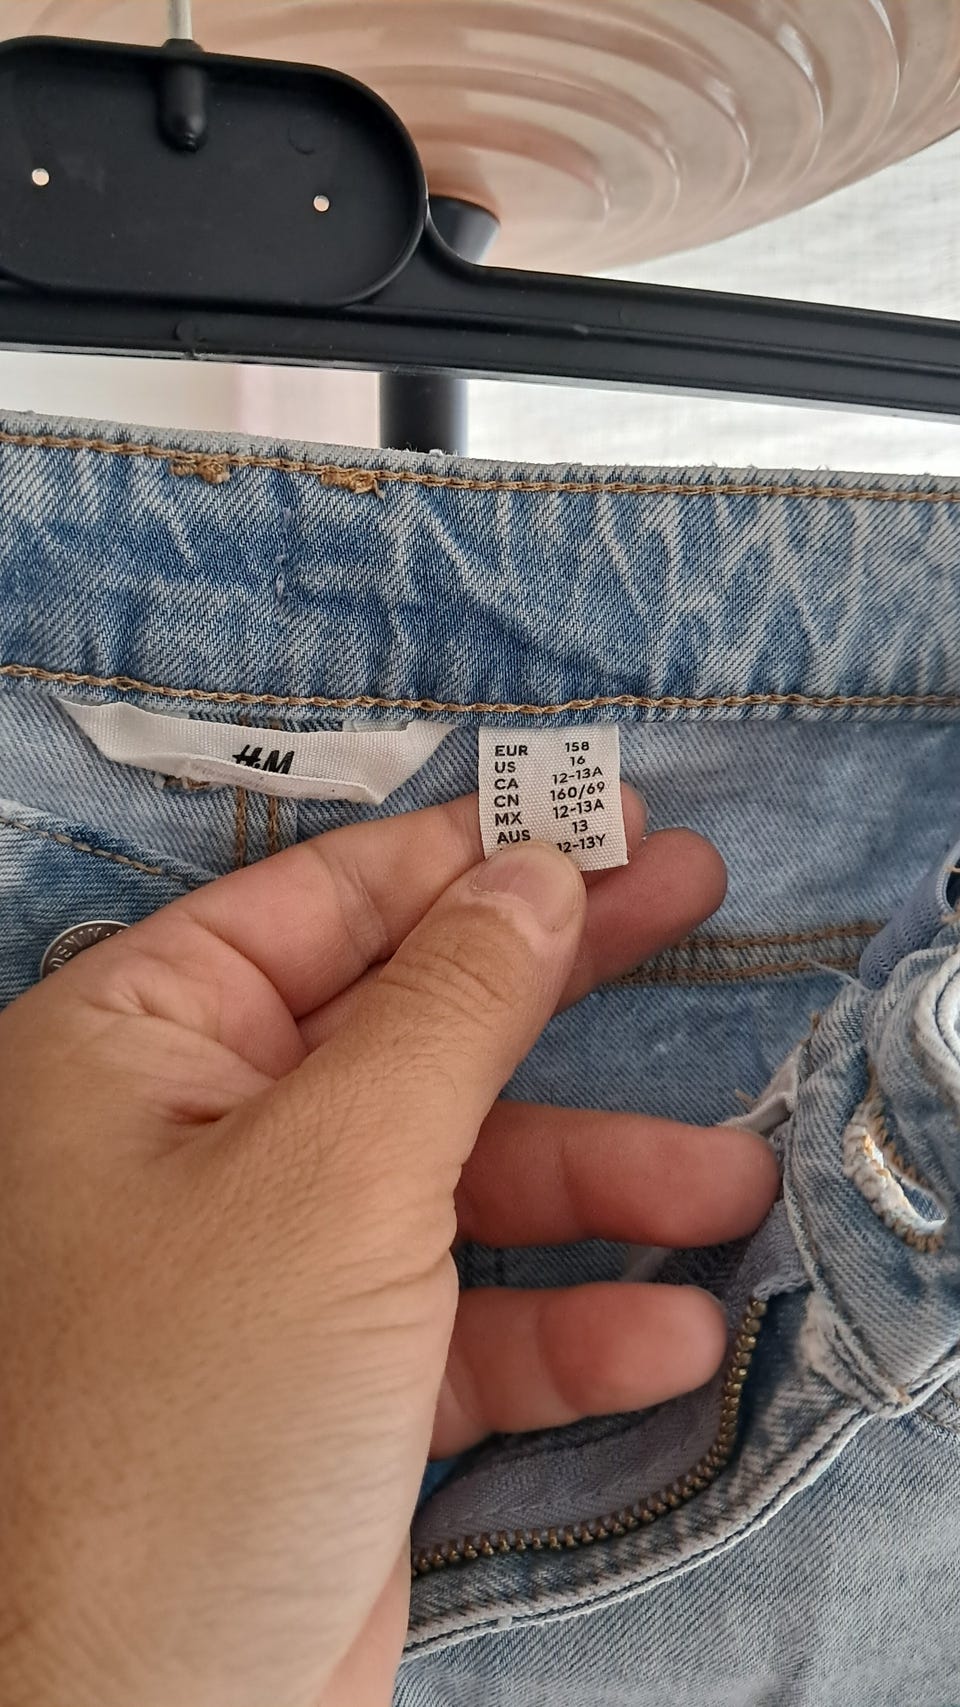 H&M
EUR 158
US 16
CA 12-13A
CN 160/69
MX 12-13A
AUS 13
12-13Y